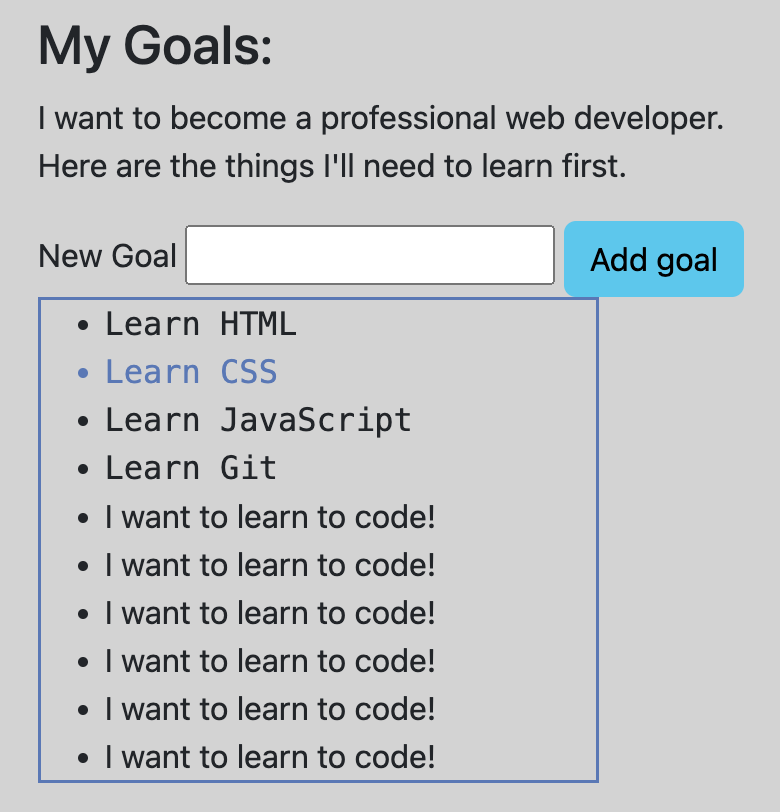 My Goals:
I want to become a professional web developer.
Here are the things I'll need to learn first.
New Goal Add goal
Learn HTML
Learn CSS
Learn JavaScript
Learn Git
I want to learn to code!
I want to learn to code!
I want to learn to code!
I want to learn to code!
I want to learn to code!
I want to learn to code!